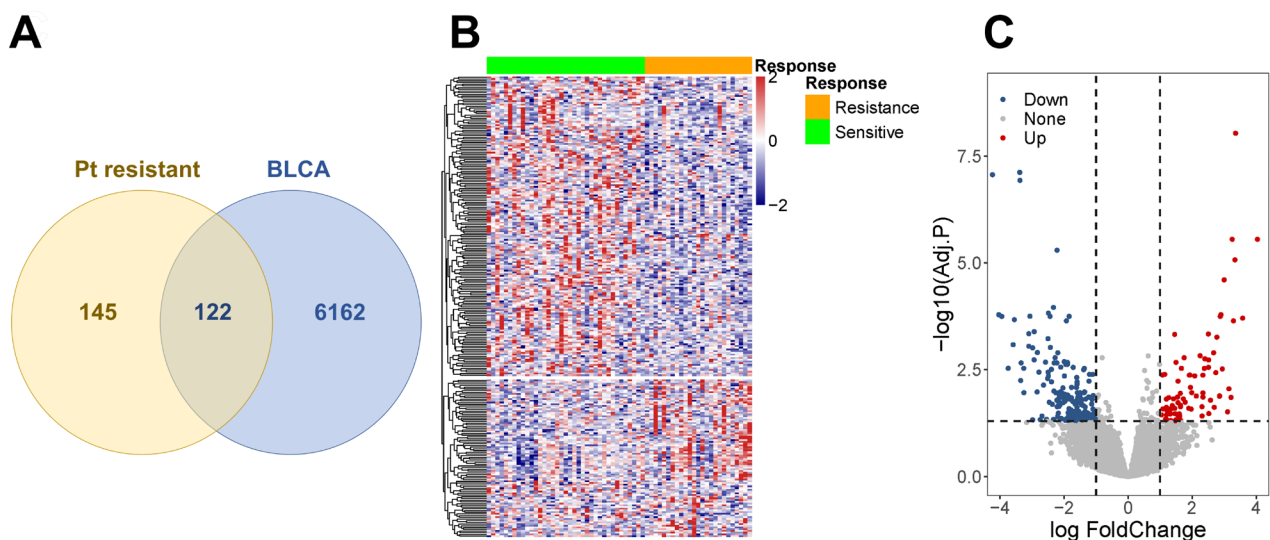 A
B
C
Pt resistant
BLCA
145
122
6162
Response
2
0
−2
Response
Resistance
Sensitive
Down
None
Up
−log10(Adj.P)
7.5
5.0
2.5
0.0
−4
−2
0
2
4
log FoldChange